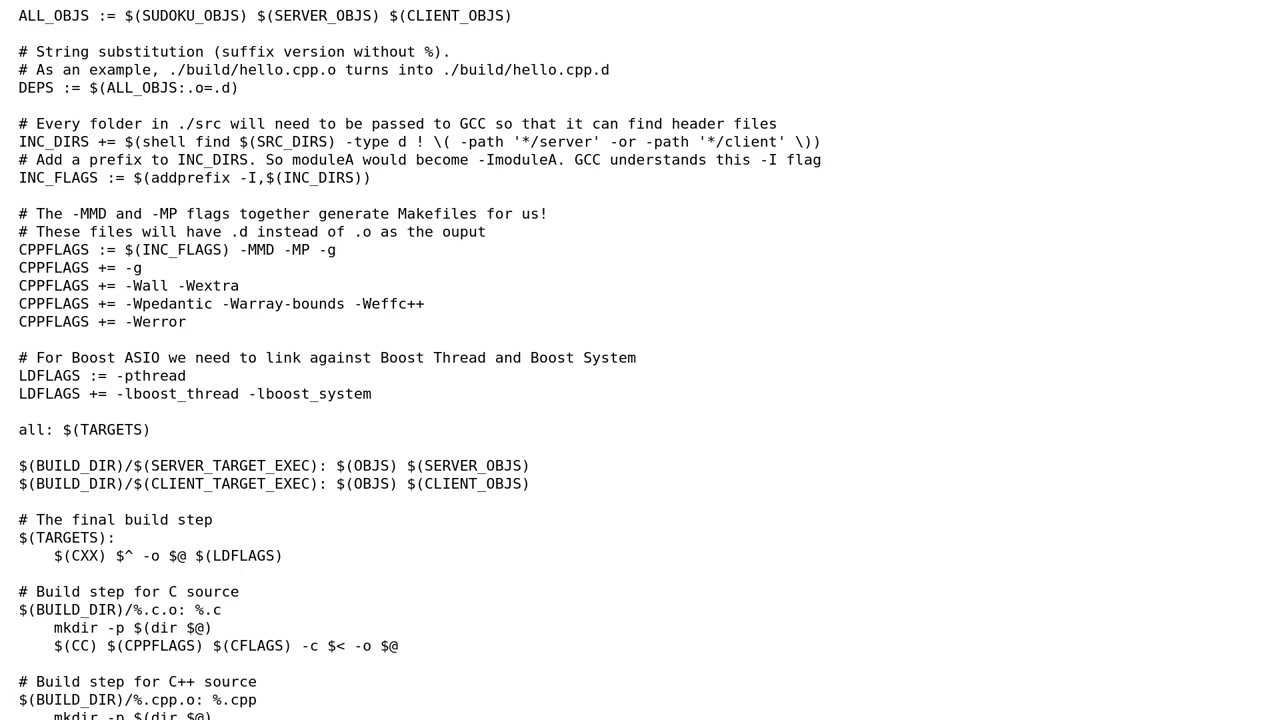 ALL_OBJS := $(SUDOKU_OBJS) $(SERVER_OBJS) $(CLIENT_OBJS)

# String substitution (suffix version without %).
# As an example, ./build/hello.cpp.o turns into ./build/hello.cpp.d
DEPS := $(ALL_OBJS:.o=.d)

# Every folder in ./src will need to be passed to GCC so that it can find header files
INC_DIRS += $(shell find $(SRC_DIRS) -type d ! \( -path '*/server' -or -path '*/client' \))
# Add a prefix to INC_DIRS. So moduleA would become -ImoduleA. GCC understands this -I flag
INC_FLAGS := $(addprefix -I,$(INC_DIRS))

# The -MMD and -MP flags together generate Makefiles for us!
# These files will have .d instead of .o as the ouput
CPPFLAGS := $(INC_FLAGS) -MMD -MP -g
CPPFLAGS += -g
CPPFLAGS += -Wall -Wextra
CPPFLAGS += -Wpedantic -Warray-bounds -Weffc++
CPPFLAGS += -Werror

# For Boost ASIO we need to link against Boost Thread and Boost System
LDFLAGS := -pthread
LDFLAGS += -lboost_thread -lboost_system

all: $(TARGETS)

$(BUILD_DIR)/$(SERVER_TARGET_EXEC): $(OBJS) $(SERVER_OBJS)
$(BUILD_DIR)/$(CLIENT_TARGET_EXEC): $(OBJS) $(CLIENT_OBJS)

# The final build step
$(TARGETS):
    $(CXX) $^ -o $@ $(LDFLAGS)

# Build step for C source
$(BUILD_DIR)/%.c.o: %.c
    mkdir -p $(dir $@)
    $(CC) $(CPPFLAGS) $(CFLAGS) -c $< -o $@

# Build step for C++ source
$(BUILD_DIR)/%.cpp.o: %.cpp
    mkdir -p $(dir $@)